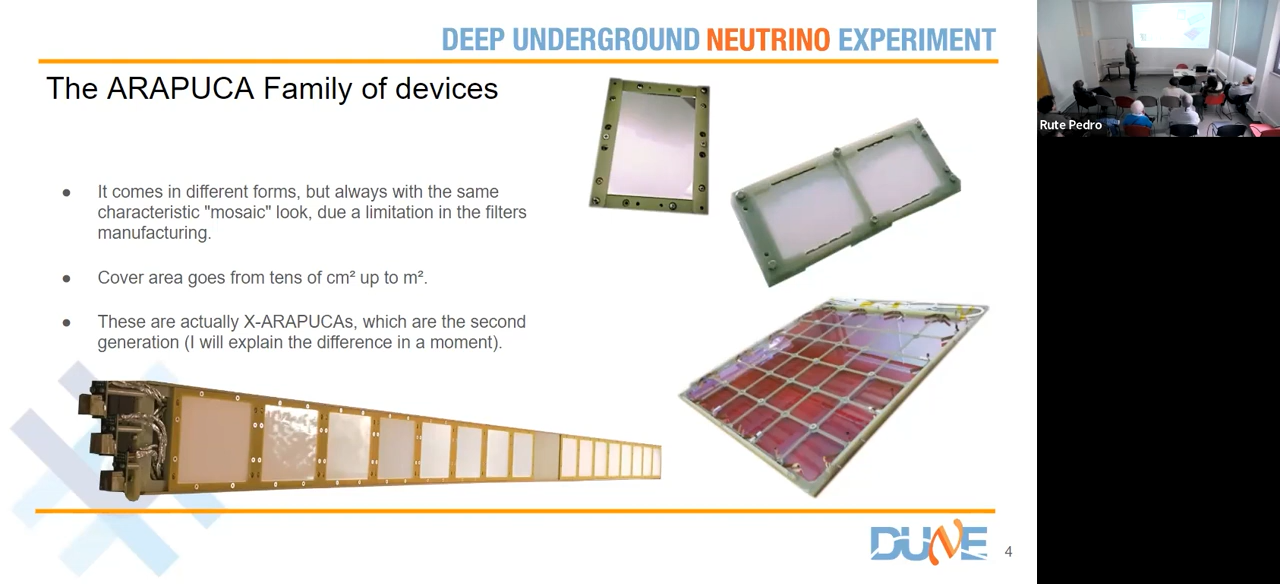 DEEP UNDERGROUND NEUTRINO EXPERIMENT
The ARAPUCA Family of devices
● It comes in different forms, but always with the same
characteristic "mosaic" look, due a limitation in the filters
manufacturing.
● Cover area goes from tens of cm² up to m².
● These are actually X-ARAPUCAs, which are the second
generation (I will explain the difference in a moment).
DUNE
4
Rute Pedro